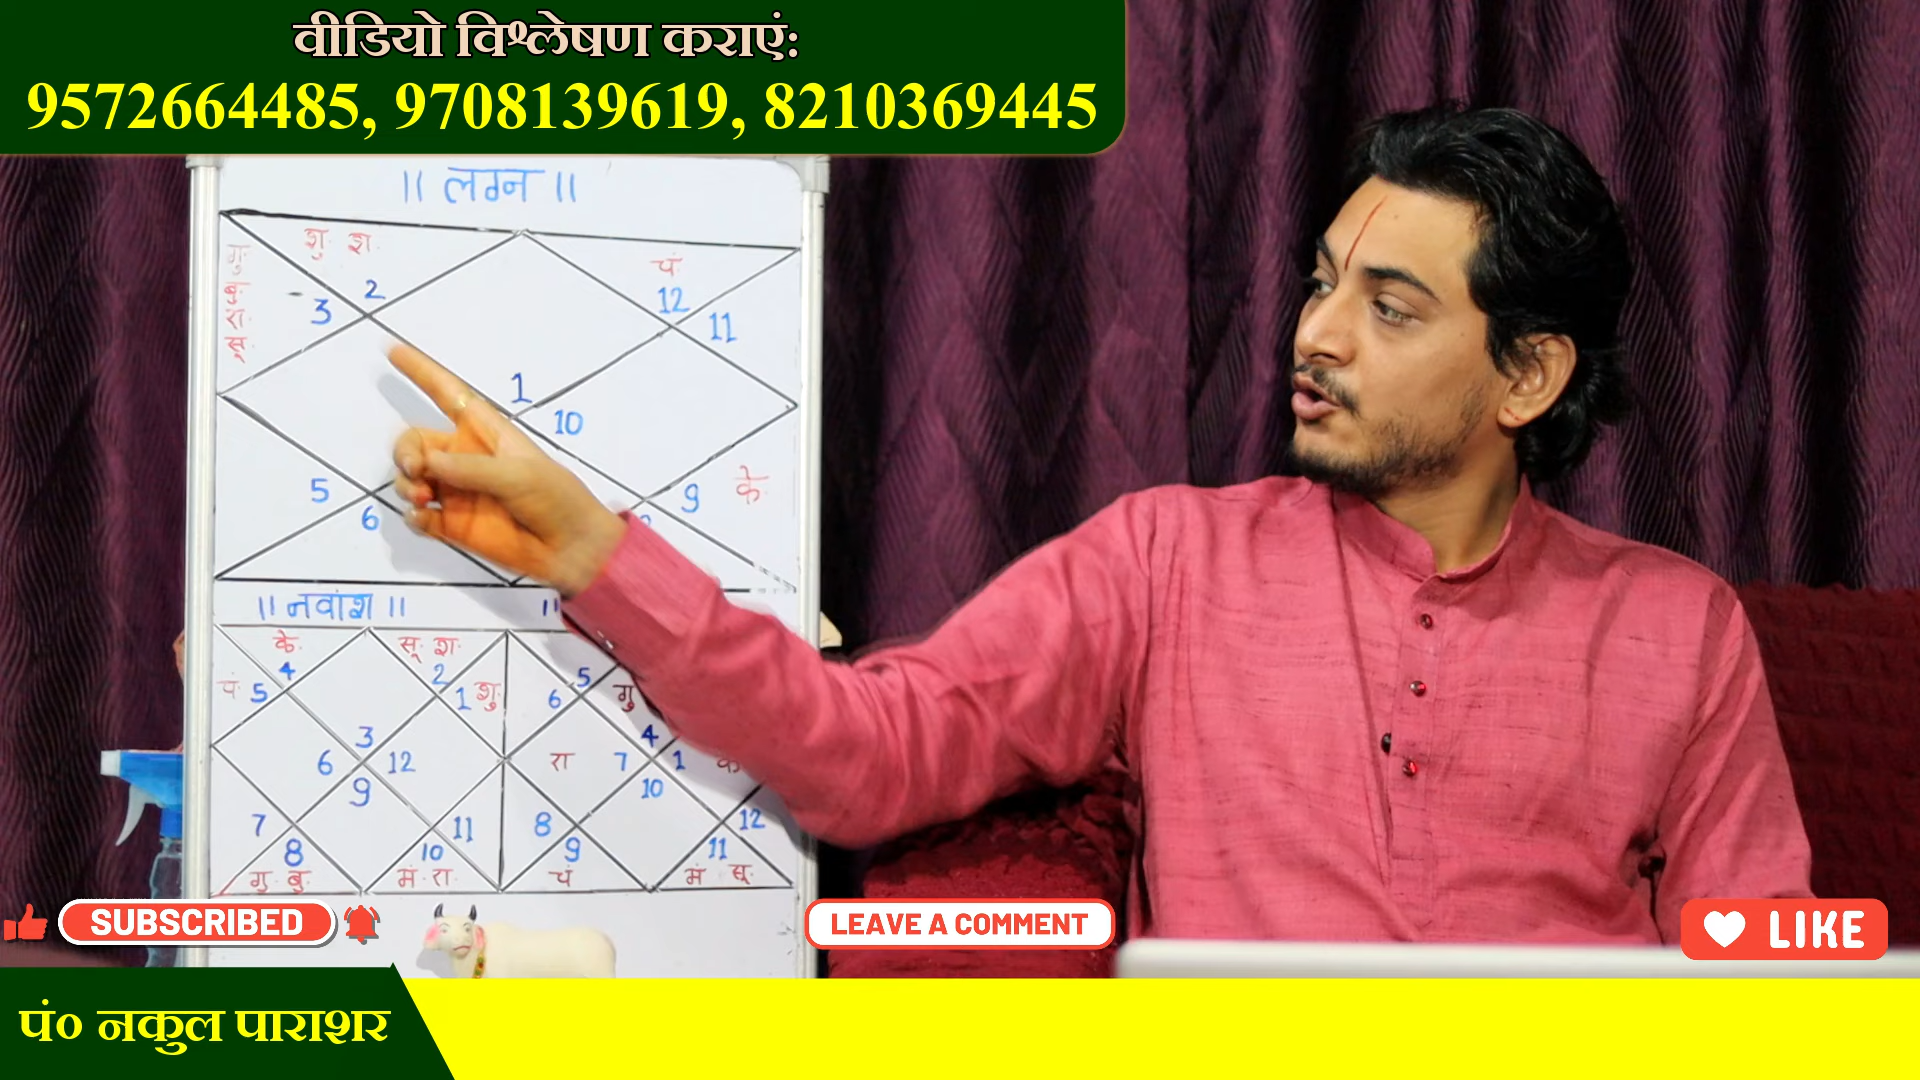 वीडियो विश्लेषण कराएं:
9572664485, 9708139619, 8210369445
|| लग्न ||
शु. श.
गु.
बु.
रा.
सू.
चं.
2
3
12
11
1
10
5
6
9
के.
|| नवांश ||
के.
सू. श.
4
2
चं. 5
1 शु.
3
6
12
9
7
11
8
10
गु. बु.
मं. रा.
5
6
गु
4
रा
7
1
के
10
8
12
9
11
चं
मं सू.
SUBSCRIBED
LEAVE A COMMENT
LIKE
पं० नकुल पाराशर